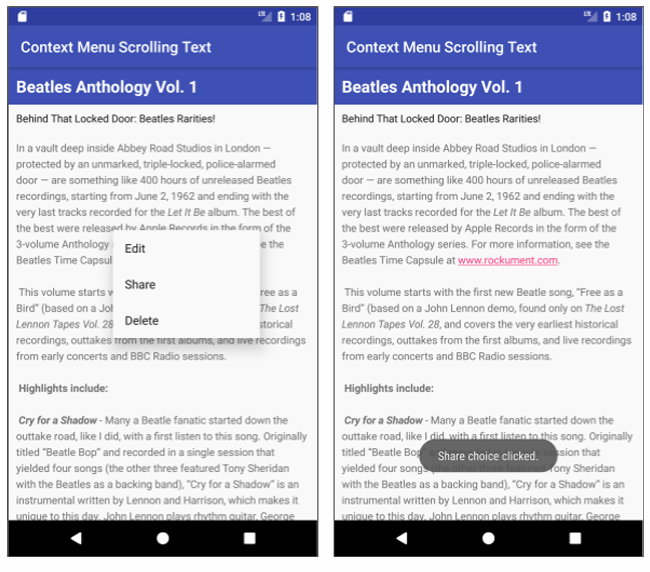 LTE 1:08
Context Menu Scrolling Text
Beatles Anthology Vol. 1
Behind That Locked Door: Beatles Rarities!
In a vault deep inside Abbey Road Studios in London —
protected by an unmarked, triple-locked, police-alarmed
door — are something like 400 hours of unreleased Beatles
recordings, starting from June 2, 1962 and ending with the
very last tracks recorded for the Let It Be album. The best of
the best were released by Apple Records in the form of the
3-volume Anthology the
Beatles Time
Edit
Share
Delete
This volume starts “Free as a
Bird” (based on a The Lost
Lennon Tapes Vol. 28
recordings, outtakes from the first albums, and live recordings
from early concerts and BBC Radio sessions.
Highlights include:
Cry for a Shadow - Many a Beatle fanatic started down the
outtake road, like I did, with a first listen to this song. Originally
titled “Beatle Bop” and recorded in a single session that
yielded four songs (the other three featured Tony Sheridan
with the Beatles as a backing band), “Cry for a Shadow” is an
instrumental written by Lennon and Harrison, which makes it
unique to this day. John Lennon plays rhythm guitar, George
LTE 1:08
Context Menu Scrolling Text
Beatles Anthology Vol. 1
Behind That Locked Door: Beatles Rarities!
In a vault deep inside Abbey Road Studios in London —
protected by an unmarked, triple-locked, police-alarmed
door — are something like 400 hours of unreleased Beatles
recordings, starting from June 2, 1962 and ending with the
very last tracks recorded for the Let It Be album. The best of
the best were released by Apple Records in the form of the
3-volume Anthology series. For more information, see the
Beatles Time Capsule at www.rockument.com.
This volume starts with the first new Beatle song, “Free as a
Bird” (based on a John Lennon demo, found only on The Lost
Lennon Tapes Vol. 28, and covers the very earliest historical
recordings, outtakes from the first albums, and live recordings
from early concerts and BBC Radio sessions.
Highlights include:
Cry for a Shadow - Many a Beatle fanatic started down the
outtake road, like I did, with a first listen to this song. Originally
titled session that
Share choice clicked.
yielded four songs (the other three featured Tony Sheridan
with the Beatles as a backing band), “Cry for a Shadow” is an
instrumental written by Lennon and Harrison, which makes it
unique to this day. John Lennon plays rhythm guitar, George